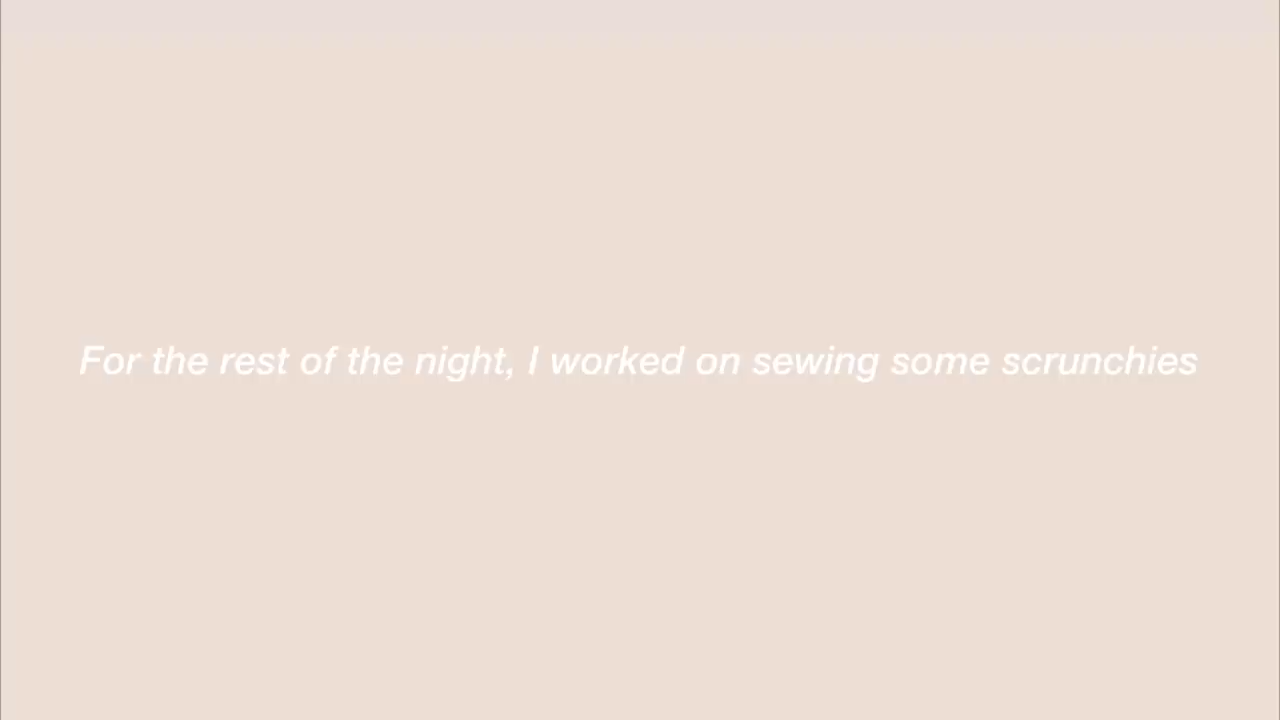 For the rest of the night, I worked on sewing some scrunchies